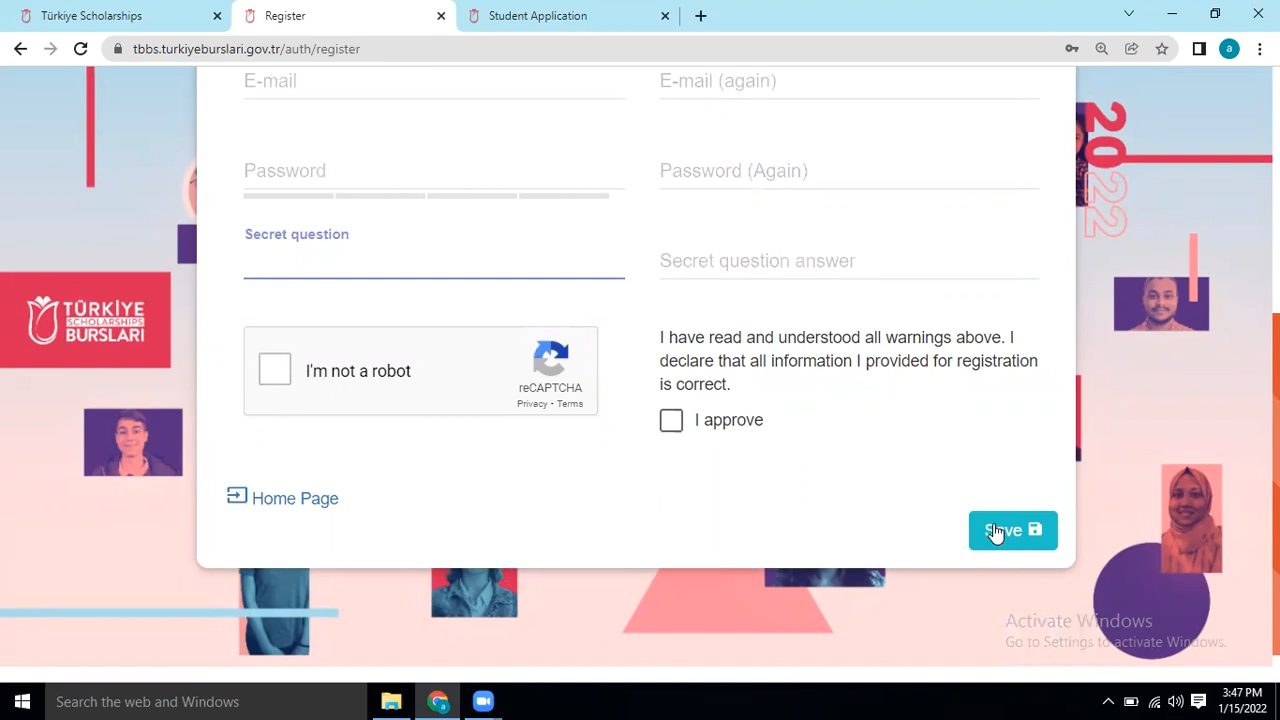 Türkiye Scholarships
Register
Student Application
tbbs.turkiyeburslari.gov.tr/auth/register
a
E-mail
E-mail (again)
Password
Password (Again)
Secret question
Secret question answer
I'm not a robot
reCAPTCHA
Privacy - Terms
I have read and understood all warnings above. I
declare that all information I provided for registration
is correct.
I approve
Home Page
Save
TÜRKİYE
SCHOLARSHIPS
BURSLARI
2022
Activate Windows
Go to Settings to activate Windows.
Search the web and Windows
3:47 PM
1/15/2022